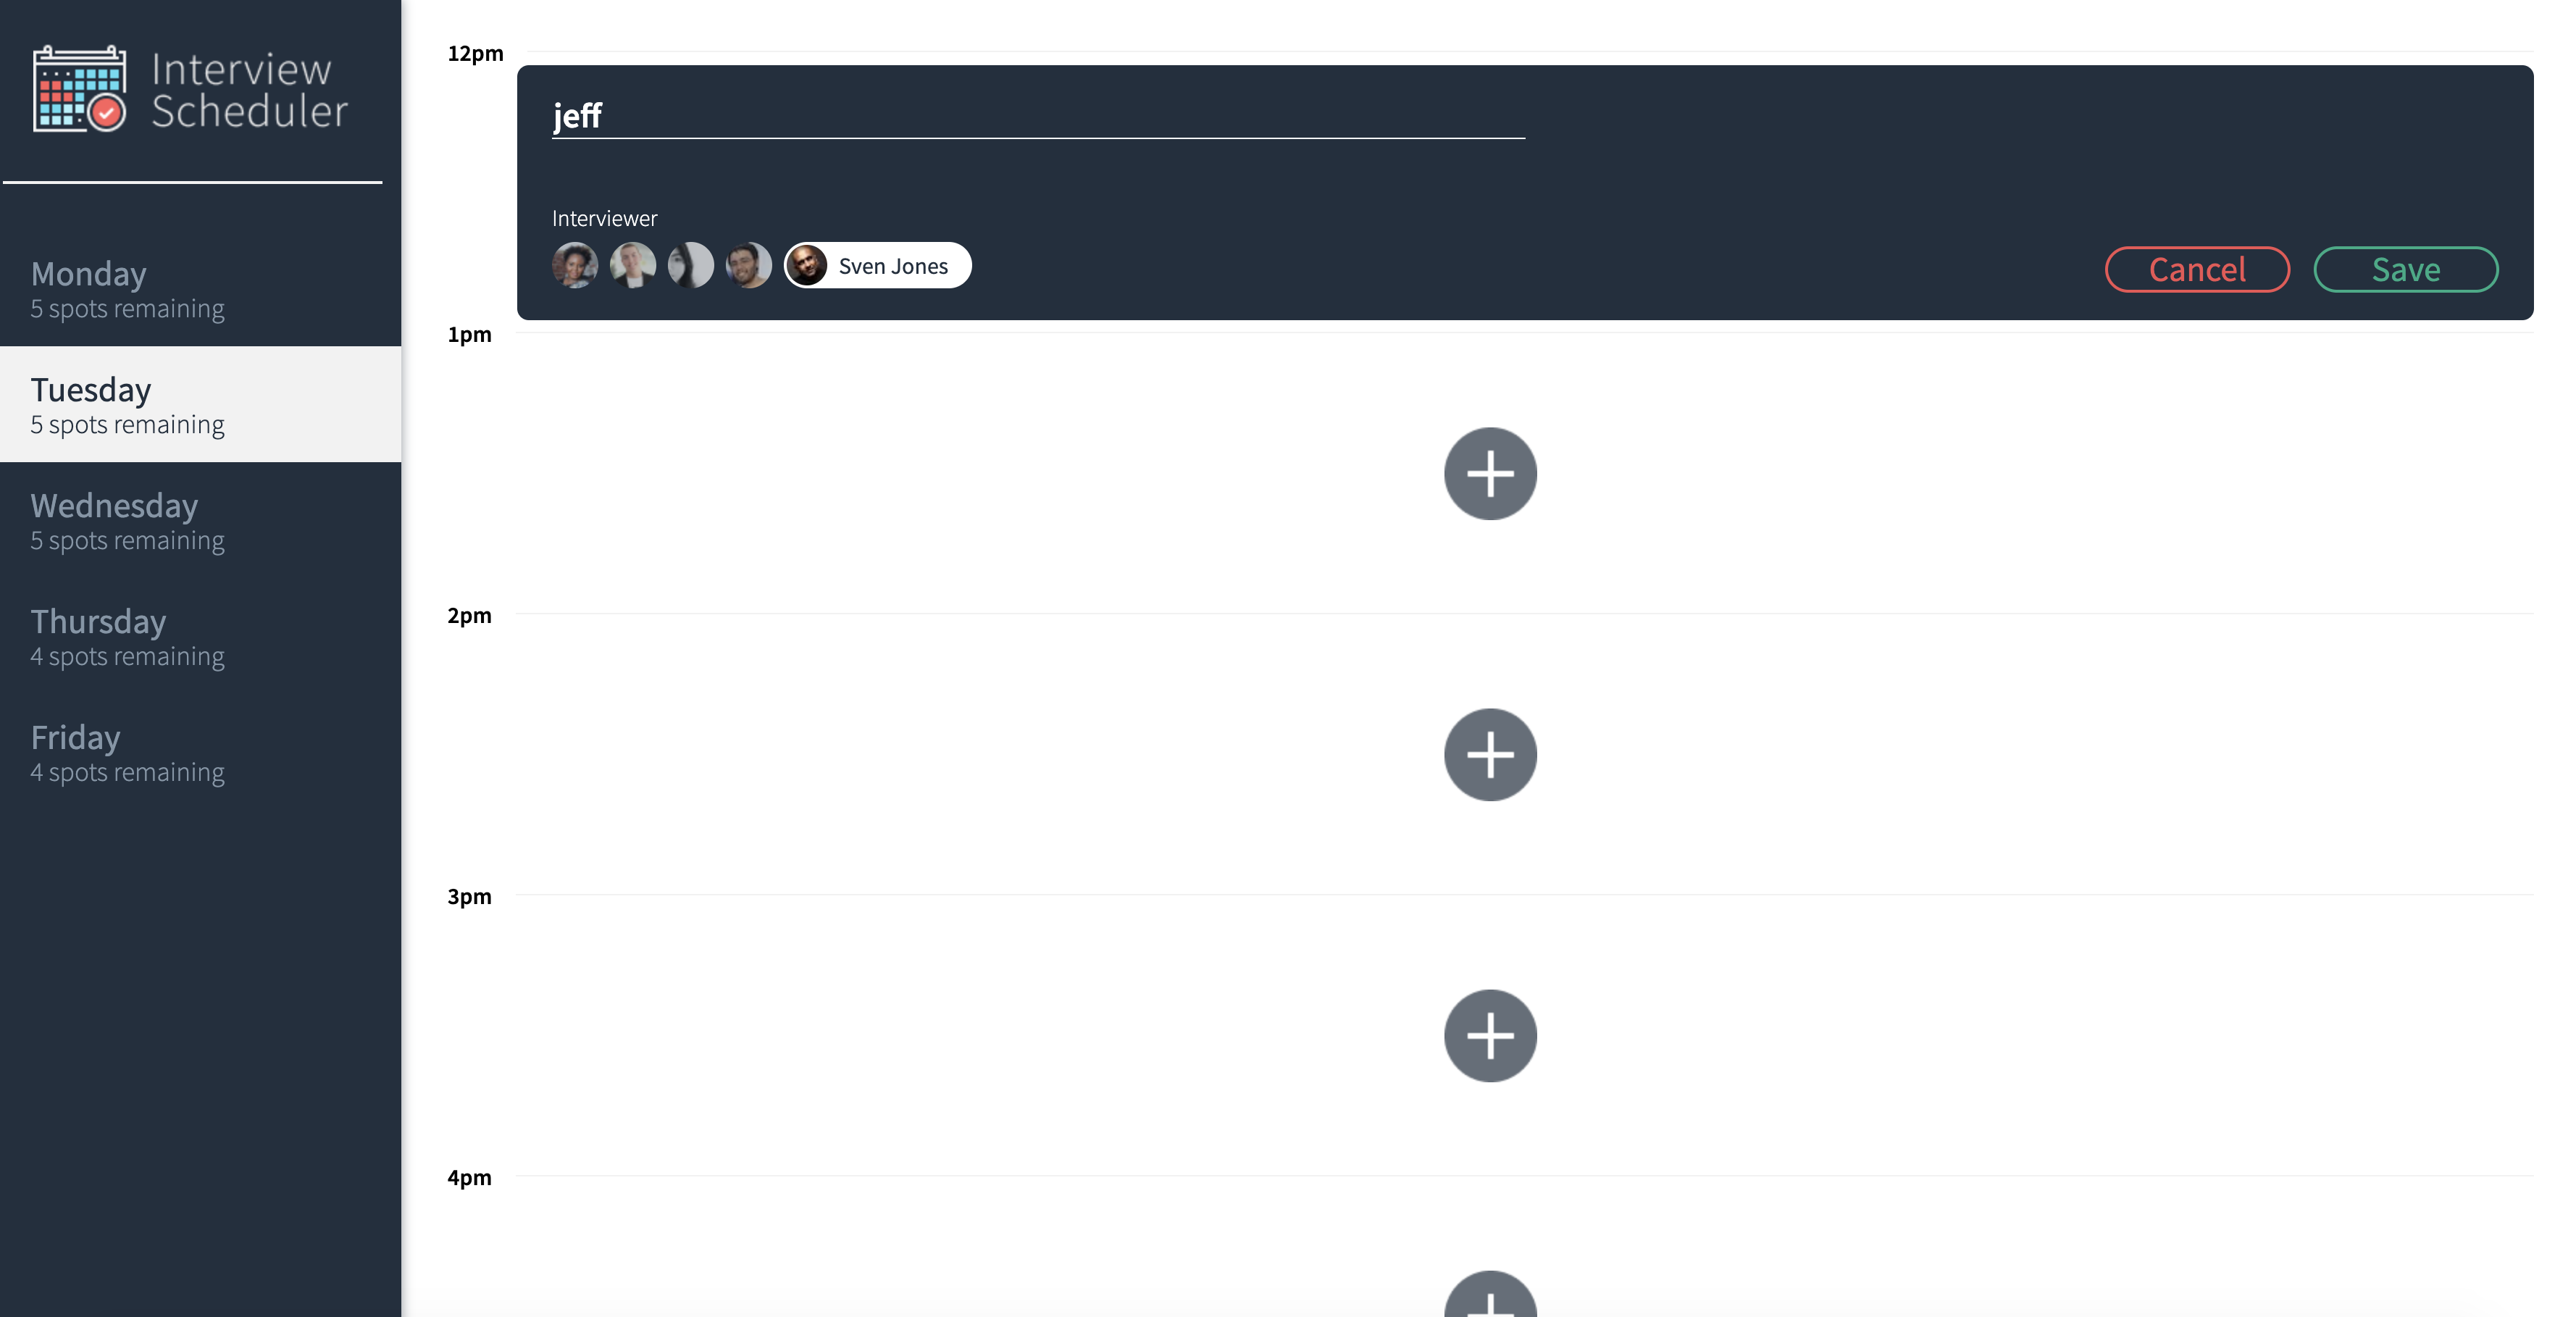 Interview
Scheduler
Monday
5 spots remaining
Tuesday
5 spots remaining
Wednesday
5 spots remaining
Thursday
4 spots remaining
Friday
4 spots remaining
12pm
jeff
Interviewer
Sven Jones
Cancel
Save
1pm
2pm
3pm
4pm